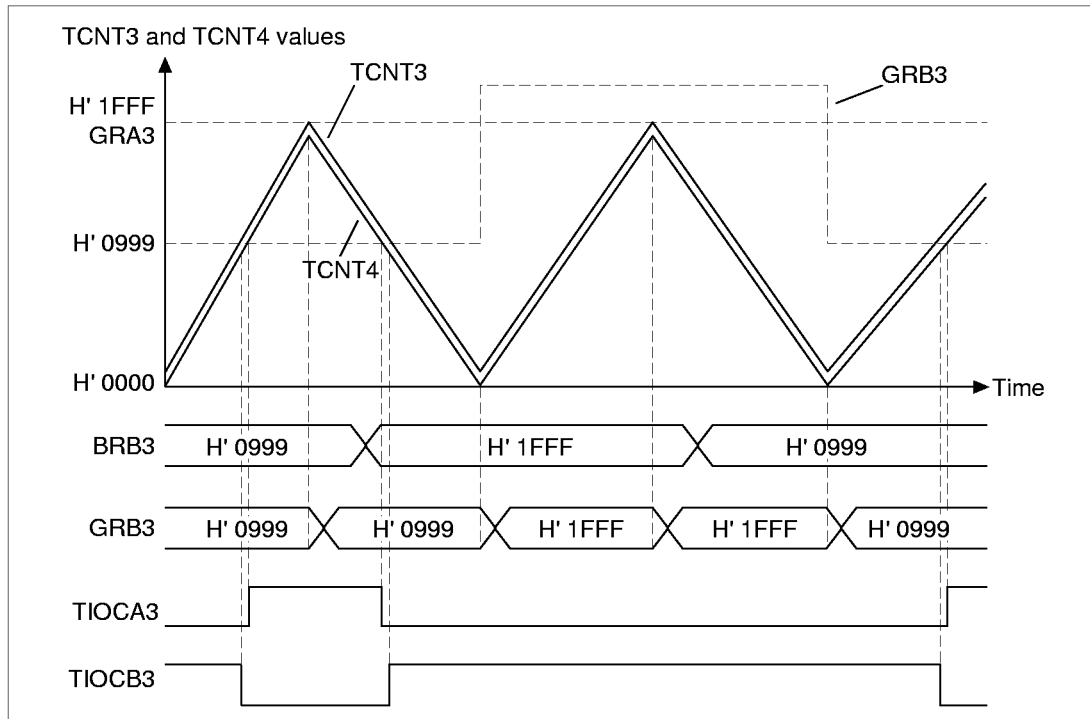 TCNT3 and TCNT4 values
TCNT3
GRB3
H' 1FFF
GRA3
H' 0999
TCNT4
H' 0000
Time
BRB3
H' 0999
H' 1FFF
H' 0999
GRB3
H' 0999
H' 0999
H' 1FFF
H' 1FFF
H' 0999
TIOCA3
TIOCB3